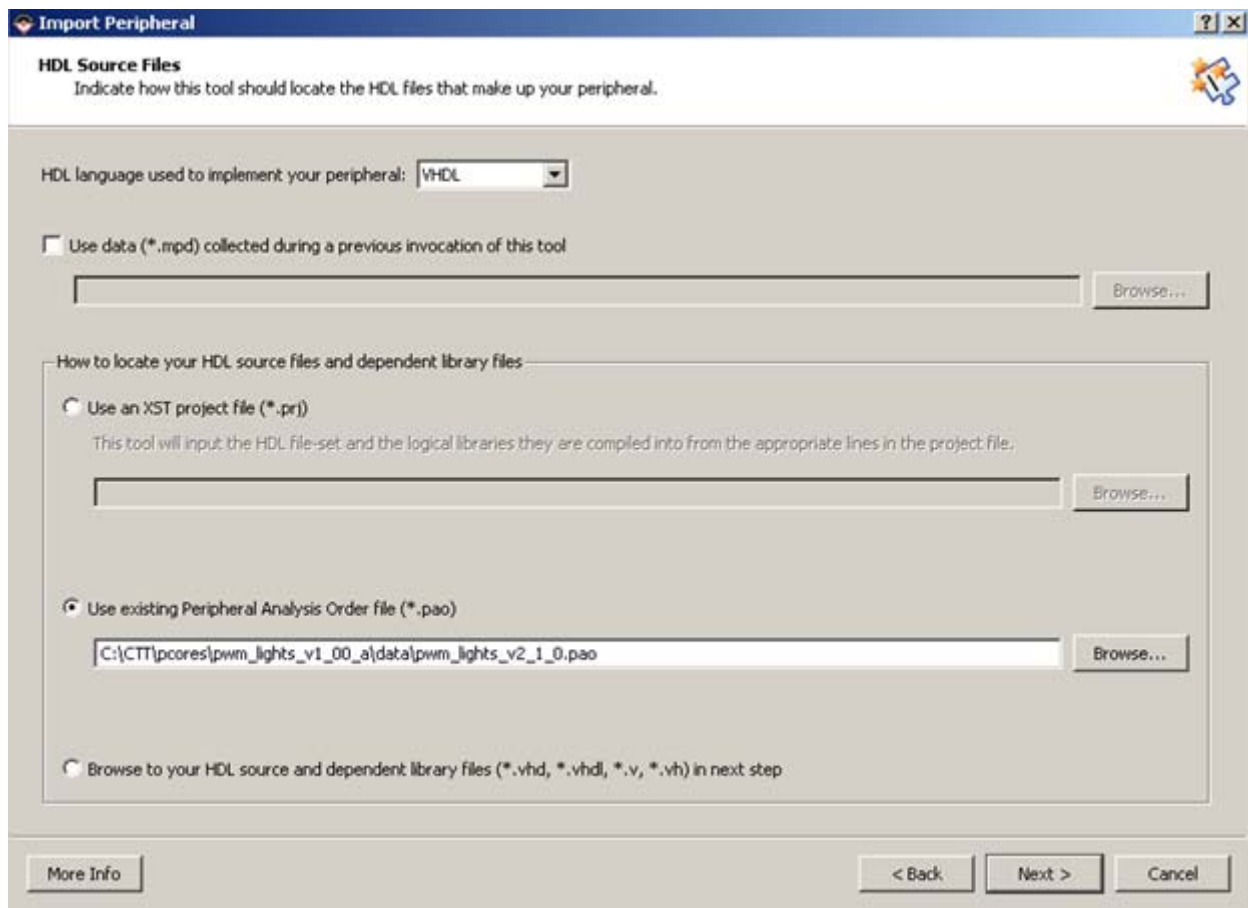 Import Peripheral
HDL Source Files
Indicate how this tool should locate the HDL files that make up your peripheral.
HDL language used to implement your peripheral: VHDL
Use data (*.mpd) collected during a previous invocation of this tool
Browse...
How to locate your HDL source files and dependent library files
Use an XST project file (*.prj)
This tool will input the HDL file-set and the logical libraries they are compiled into from the appropriate lines in the project file.
Browse...
Use existing Peripheral Analysis Order file (*.pao)
C:\CTT\pcores\pwm_lights_v1_00_a\data\pwm_lights_v2_1_0.pao Browse...
Browse to your HDL source and dependent library files (*.vhd, *.vhdl, *.v, *.vh) in next step
More Info < Back Next > Cancel